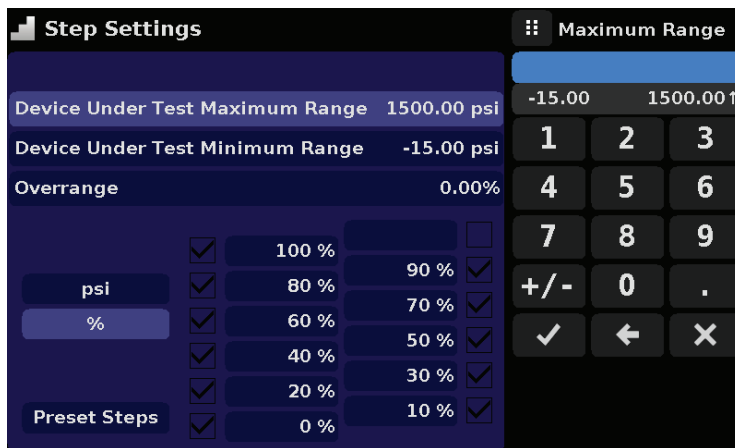 Step Settings
Device Under Test Maximum Range 1500.00 psi
Device Under Test Minimum Range -15.00 psi
Overrange 0.00%
psi
%
Preset Steps
100 %
80 %
60 %
40 %
20 %
0 %
90 %
70 %
50 %
30 %
10 %
Maximum Range
-15.00 1500.00↑
1 2 3
4 5 6
7 8 9
+/- 0 .